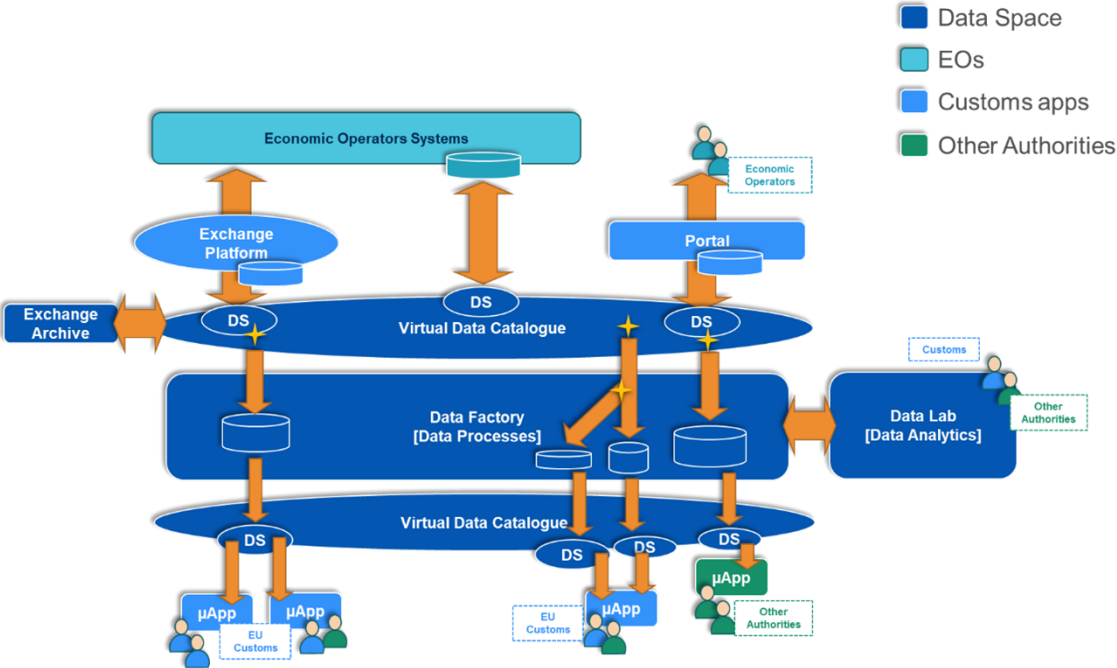 Data Space
EOs
Customs apps
Other Authorities
Economic Operators Systems
Economic
Operators
Exchange
Platform
Portal
DS
Exchange
Archive
DS
DS
Virtual Data Catalogue
Customs
Other
Authorities
Data Factory
[Data Processes]
Data Lab
[Data Analytics]
Virtual Data Catalogue
DS
DS
DS
DS
µApp
µApp
µApp
µApp
EU
Customs
EU
Customs
Other
Authorities